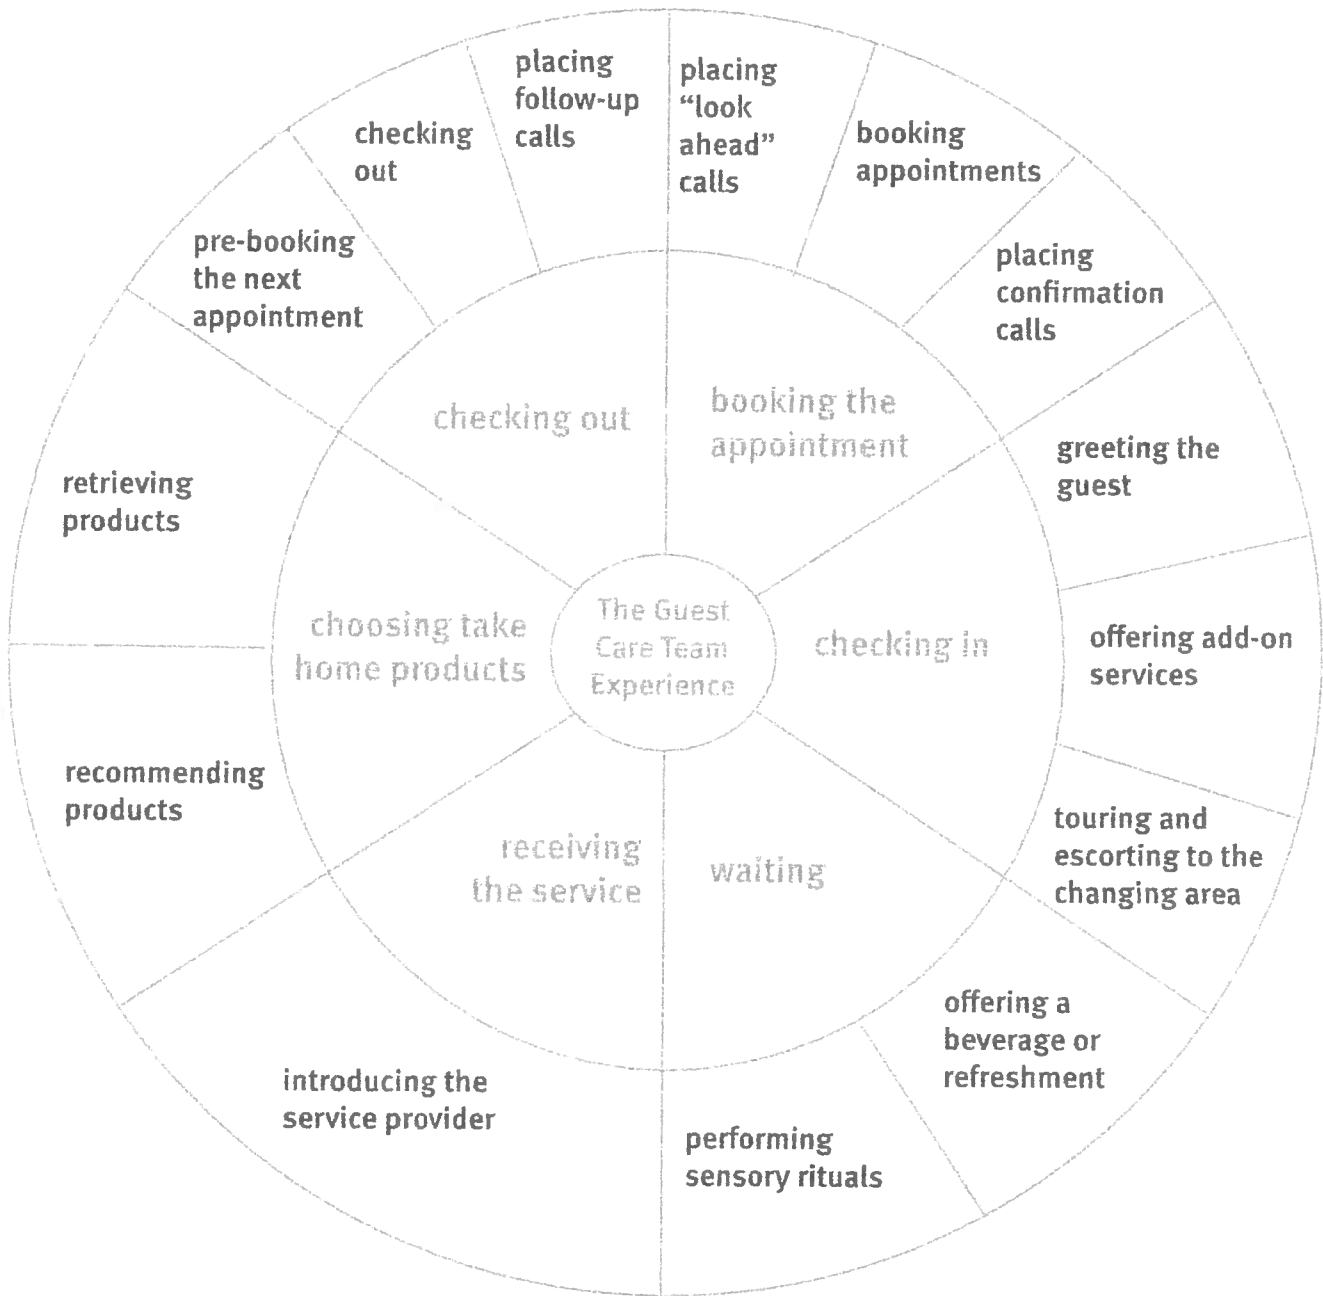 placing
follow-up
calls
placing
“look
ahead”
calls
booking
appointments
placing
confirmation
calls
greeting the
guest
offering add-on
services
touring and
escorting to the
changing area
offering a
beverage or
refreshment
performing
sensory rituals
introducing the
service provider
recommending
products
retrieving
products
pre-booking
the next
appointment
checking
out
checking out
booking the
appointment
checking in
waiting
receiving
the service
choosing take
home products
The Guest
Care Team
Experience